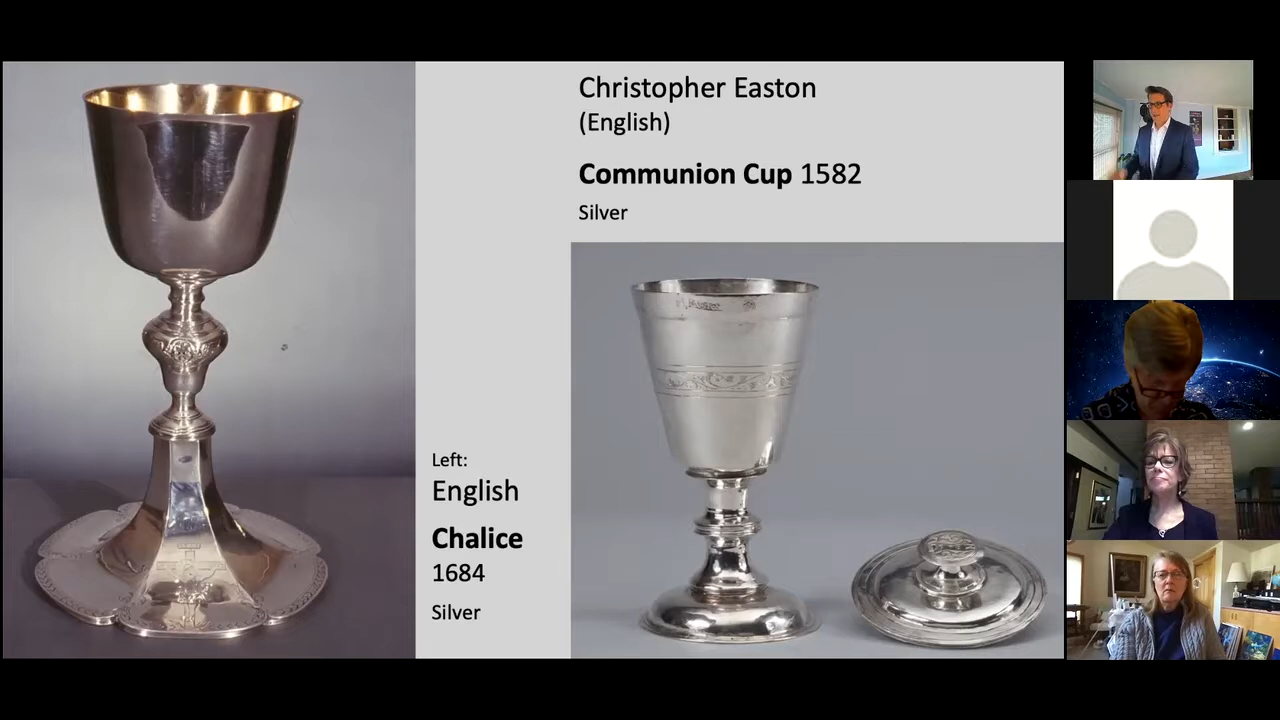 Christopher Easton
(English)
Communion Cup 1582
Silver
Left:
English
Chalice
1684
Silver